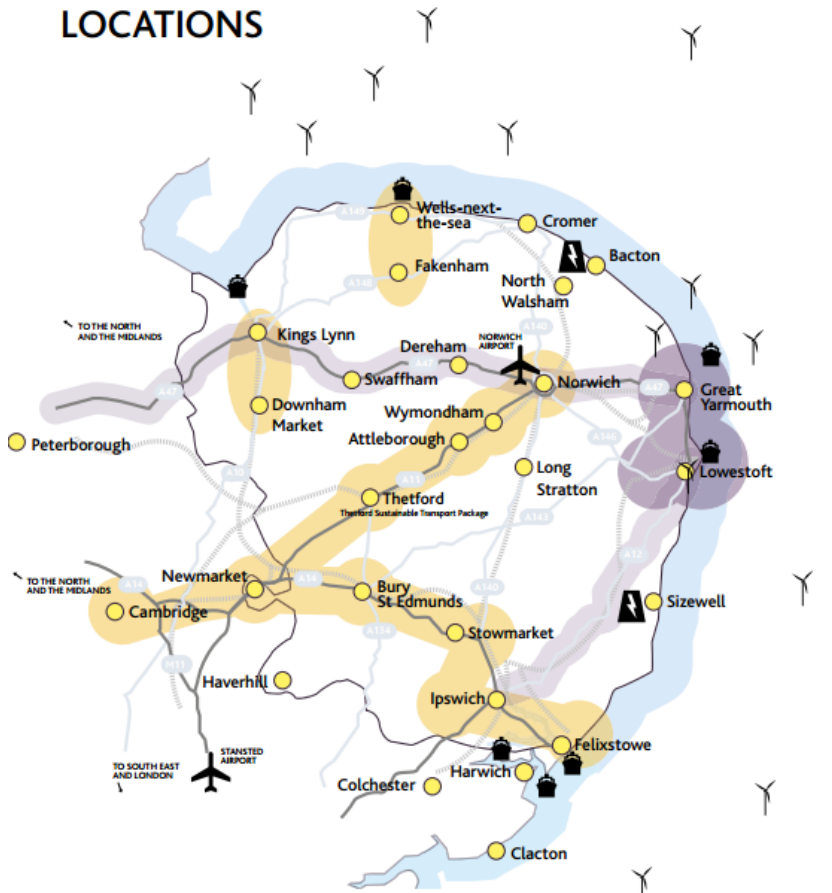 LOCATIONS
A149
Wells-next-
the-sea
Cromer
Bacton
Fakenham
A148
North
Walsham
TO THE NORTH
AND THE MIDLANDS
Kings Lynn
A140
NORWICH
AIRPORT
Dereham
A47
Swaffham
Norwich
A47
Great
Yarmouth
A47
Downham
Market
Wymondham
Attleborough
A146
Peterborough
A10
A11
Long
Stratton
Lowestoft
Thetford
Thetford Sustainable Transport Package
A143
A12
Newmarket
A14
Bury
St Edmunds
A140
TO THE NORTH
AND THE MIDLANDS
A14
Cambridge
Sizewell
A134
Stowmarket
M11
Haverhill
Ipswich
STANSTED
AIRPORT
Felixstowe
TO SOUTH EAST
AND LONDON
Harwich
Colchester
Clacton